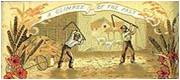 A GLIMPSE OF THE PAST